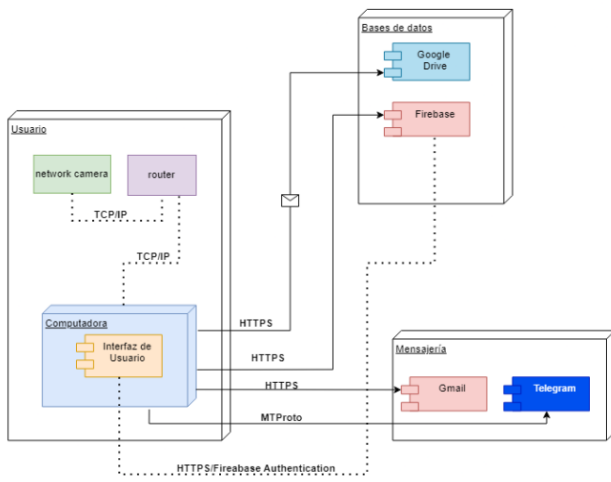 Bases de datos
Google
Drive
Firebase
Usuario
network camera
router
TCP/IP
TCP/IP
Computadora
Interfaz de
Usuario
HTTPS
HTTPS
HTTPS
MTProto
HTTPS/Fireabase Authentication
Mensajería
Gmail
Telegram